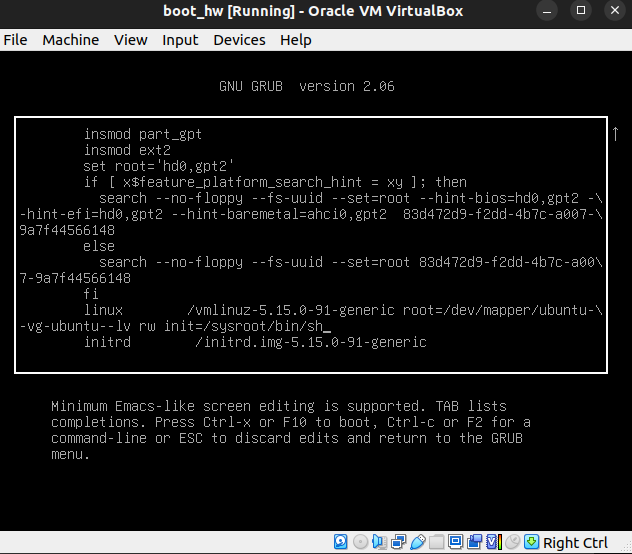 boot_hw [Running] - Oracle VM VirtualBox
File Machine View Input Devices Help
GNU GRUB version 2.06
insmod part_gpt
insmod ext2
set root='hd0,gpt2'
if [ x$feature_platform_search_hint = xy ]; then
search --no-floppy --fs-uuid --set=root --hint-bios=hd0,gpt2 -\
-hint-efi=hd0,gpt2 --hint-baremetal=ahci0,gpt2 83d472d9-f2dd-4b7c-a007-\
9a7f44566148
else
search --no-floppy --fs-uuid --set=root 83d472d9-f2dd-4b7c-a00\
7-9a7f44566148
fi
linux /vmlinuz-5.15.0-91-generic root=/dev/mapper/ubuntu-\
-vg-ubuntu--lv rw init=/sysroot/bin/sh_
initrd /initrd.img-5.15.0-91-generic
Minimum Emacs-like screen editing is supported. TAB lists
completions. Press Ctrl-x or F10 to boot, Ctrl-c or F2 for a
command-line or ESC to discard edits and return to the GRUB
menu.
Right Ctrl